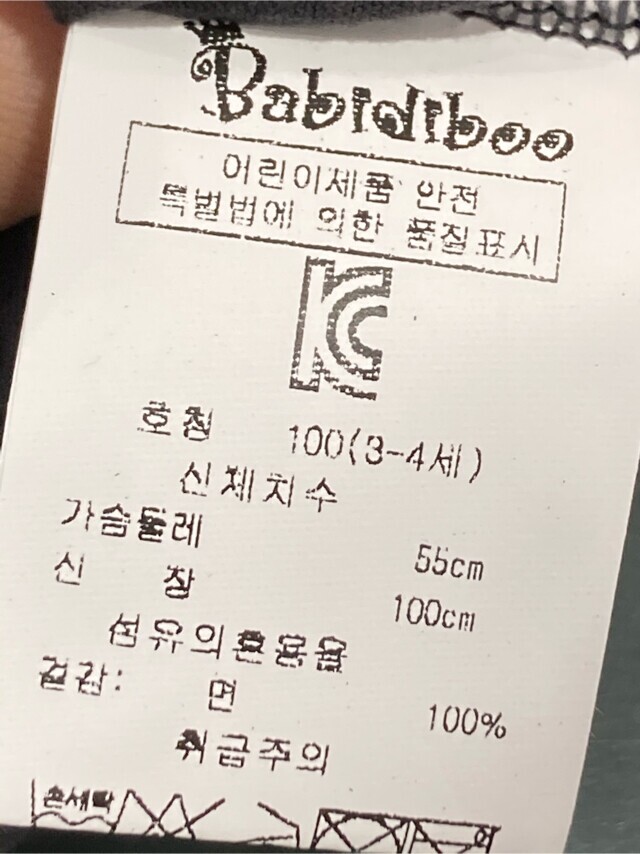 Babidiboo
어린이제품 안전
특별법에 의한 품질표시
KC
호칭 100(3-4세)
신체치수
가슴둘레 55cm
신 장 100cm
섬유의혼용율
겉감: 면 100%
취급주의
손세탁